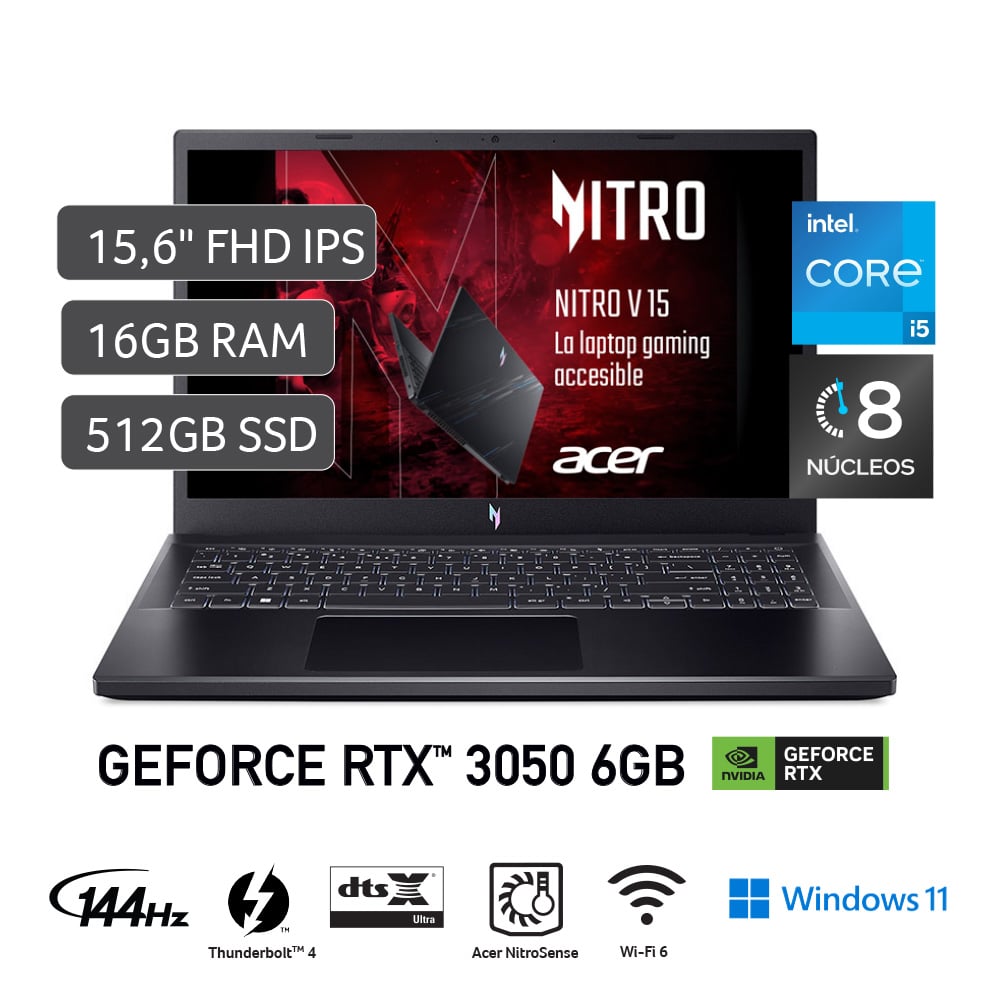 15,6" FHD IPS
16GB RAM
512GB SSD
NITRO
NITRO V 15
La laptop gaming
accesible
acer
intel.
CORE™
i5
8
NÚCLEOS
GEFORCE RTX™ 3050 6GB
NVIDIA
GEFORCE
RTX
144Hz
Thunderbolt™ 4
dts X®
Ultra
Acer NitroSense
Wi-Fi 6
Windows 11